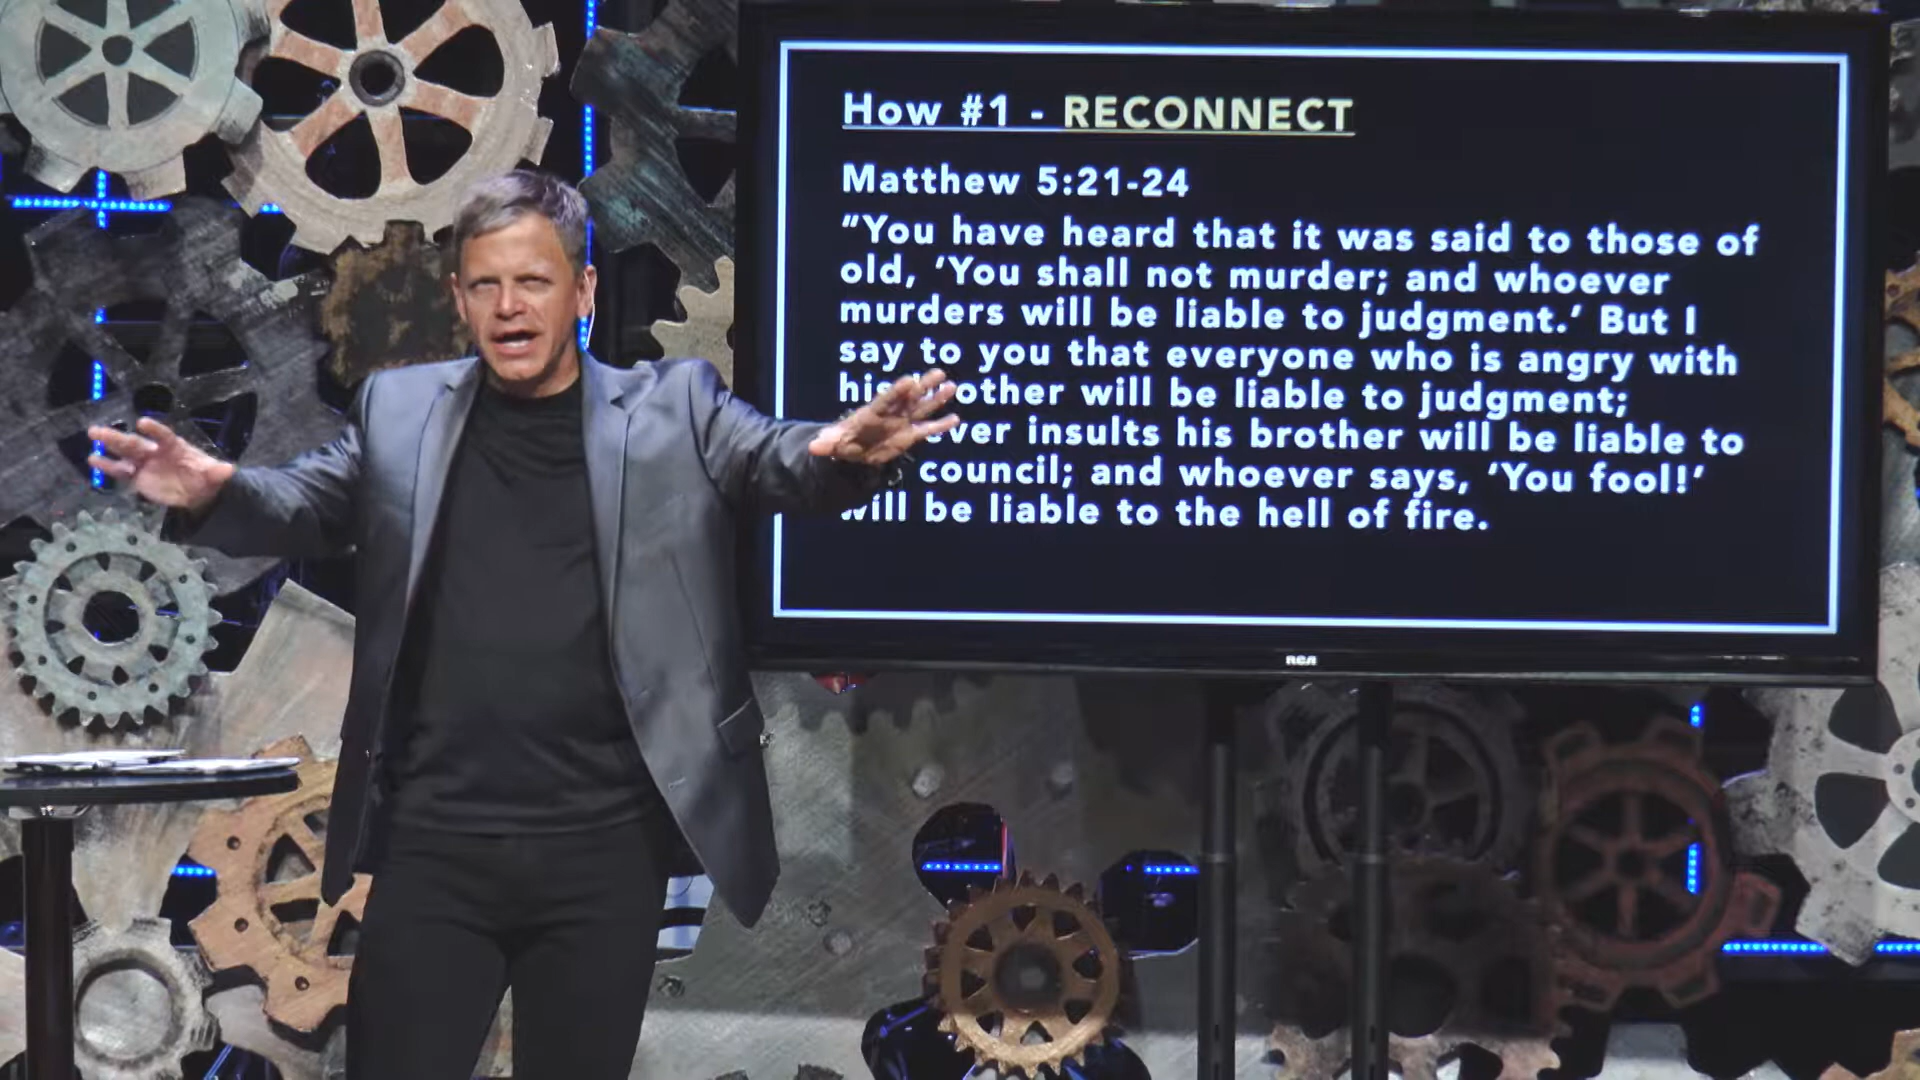 How #1 - RECONNECT
Matthew 5:21-24
"You have heard that it was said to those of
old, 'You shall not murder; and whoever
murders will be liable to judgment.' But I
say to you that everyone who is angry with
his brother will be liable to judgment;
ever insults his brother will be liable to
council; and whoever says, 'You fool!'
will be liable to the hell of fire.
RCA